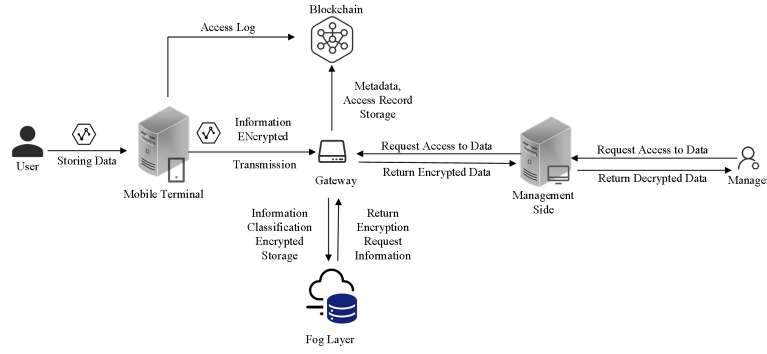 Blockchain
Access Log
Metadata,
Access Record
Storage
Information
ENcrypted
Transmission
Storing Data
User
Mobile Terminal
Gateway
Request Access to Data
Return Encrypted Data
Management
Side
Request Access to Data
Return Decrypted Data
Manage
Information
Classification
Encrypted
Storage
Return
Encryption
Request
Information
Fog Layer